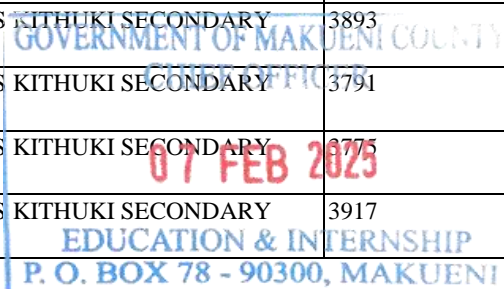 S KITHUKI SECONDARY 3893
GOVERNMENT OF MAKUENI COUNTY
S KITHUKI SECONDARY 3791
CHIEF OFFICER
S KITHUKI SECONDARY 3775
07 FEB 2025
S KITHUKI SECONDARY 3917
EDUCATION & INTERNSHIP
P. O. BOX 78 - 90300, MAKUENI